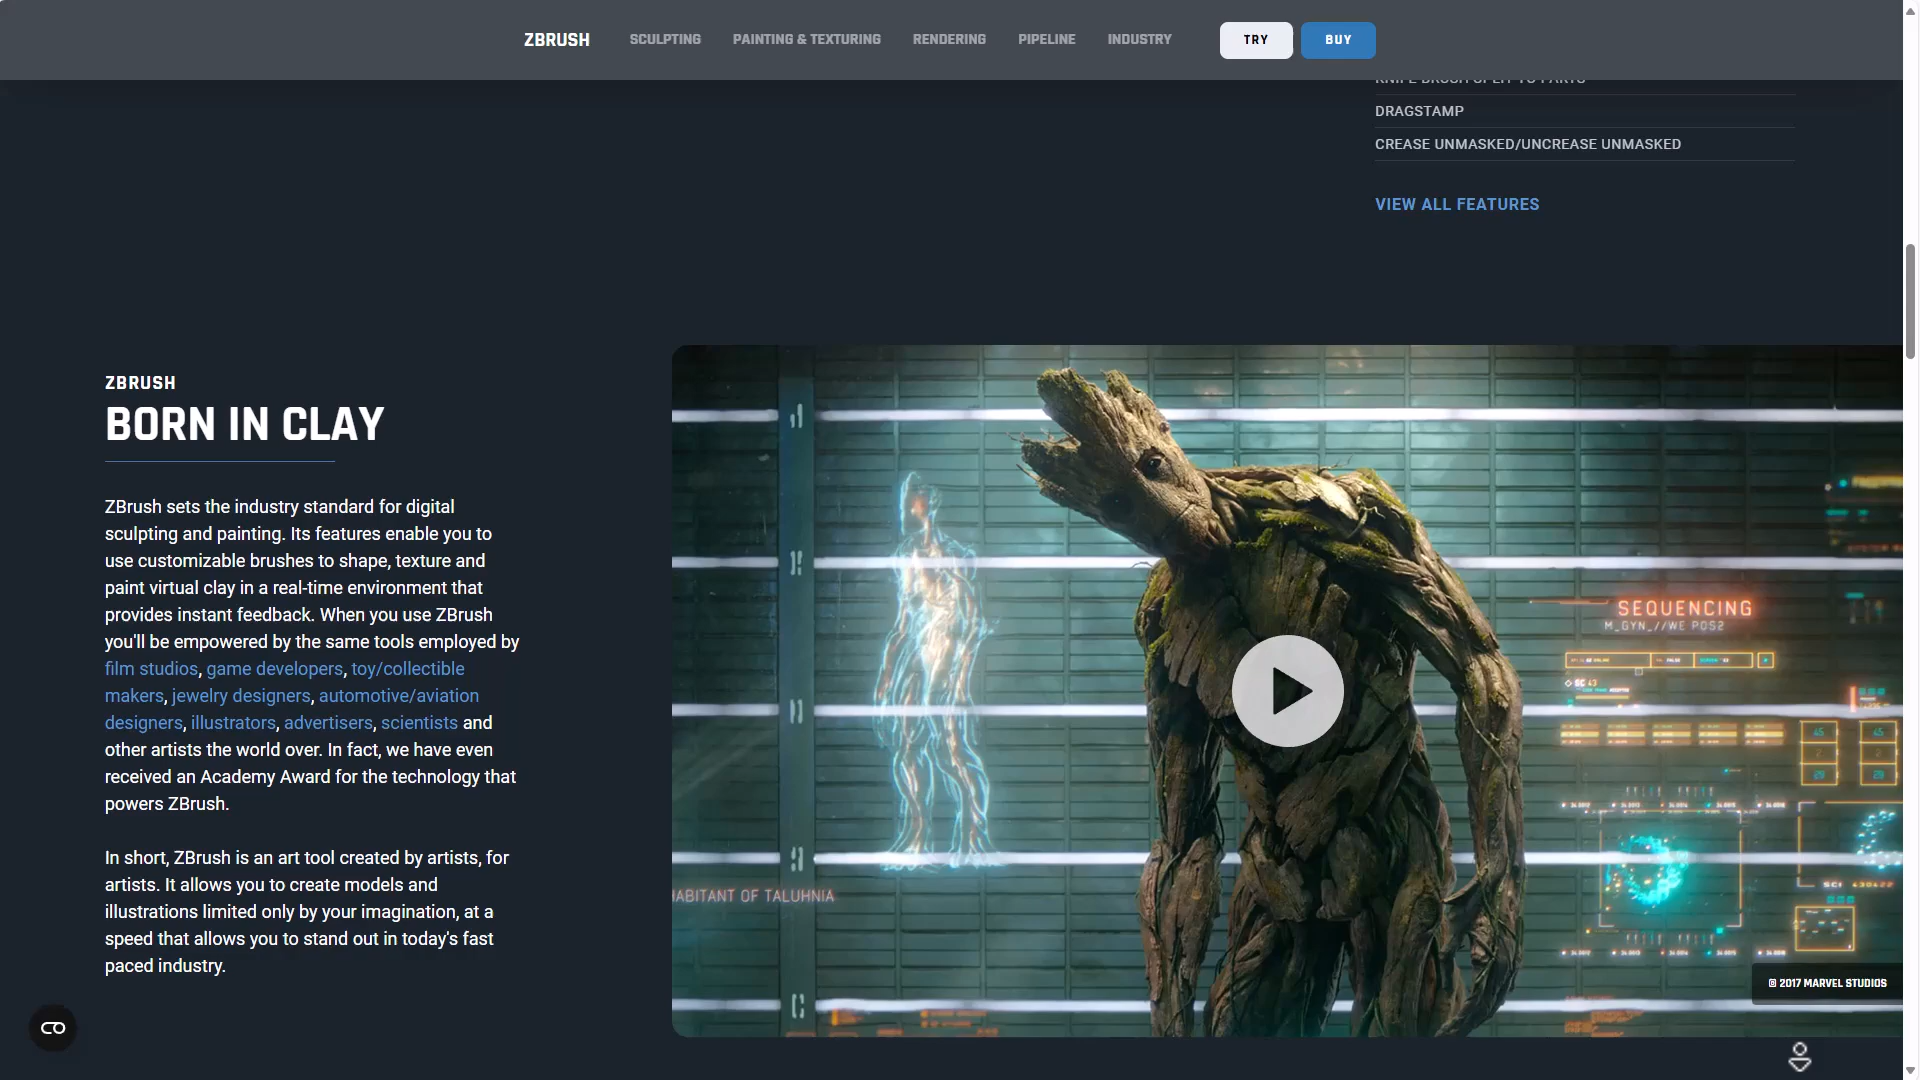 ZBRUSH
SCULPTING
PAINTING & TEXTURING
RENDERING
PIPELINE
INDUSTRY
TRY
BUY
DRAGSTAMP
CREASE UNMASKED/UNCREASE UNMASKED
VIEW ALL FEATURES
ZBRUSH
BORN IN CLAY
ZBrush sets the industry standard for digital
sculpting and painting. Its features enable you to
use customizable brushes to shape, texture and
paint virtual clay in a real-time environment that
provides instant feedback. When you use ZBrush
you'll be empowered by the same tools employed by
film studios, game developers, toy/collectible
makers, jewelry designers, automotive/aviation
designers, illustrators, advertisers, scientists and
other artists the world over. In fact, we have even
received an Academy Award for the technology that
powers ZBrush.
In short, ZBrush is an art tool created by artists, for
artists. It allows you to create models and
illustrations limited only by your imagination, at a
speed that allows you to stand out in today's fast
paced industry.
SEQUENCING
M_GYN_//WE POS2
HABITANT OF TALUHNIA
© 2017 MARVEL STUDIOS